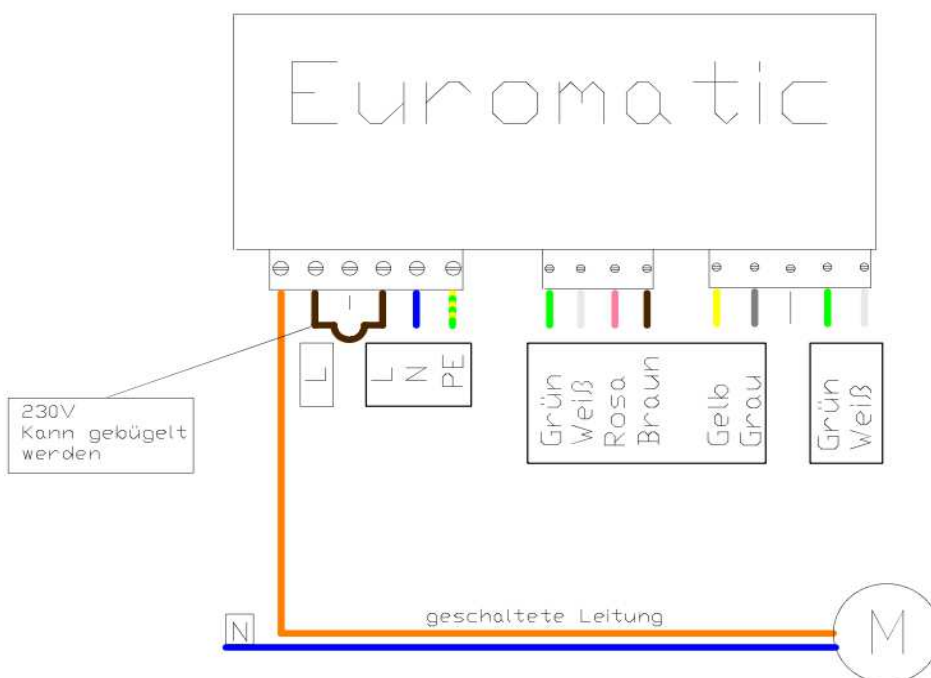 Euromatic
L
L
N
PE
Grün
Weiß
Rosa
Braun
Gelb
Grau
Grün
Weiß
230V
Kann gebügelt
werden
geschaltete Leitung
N
M